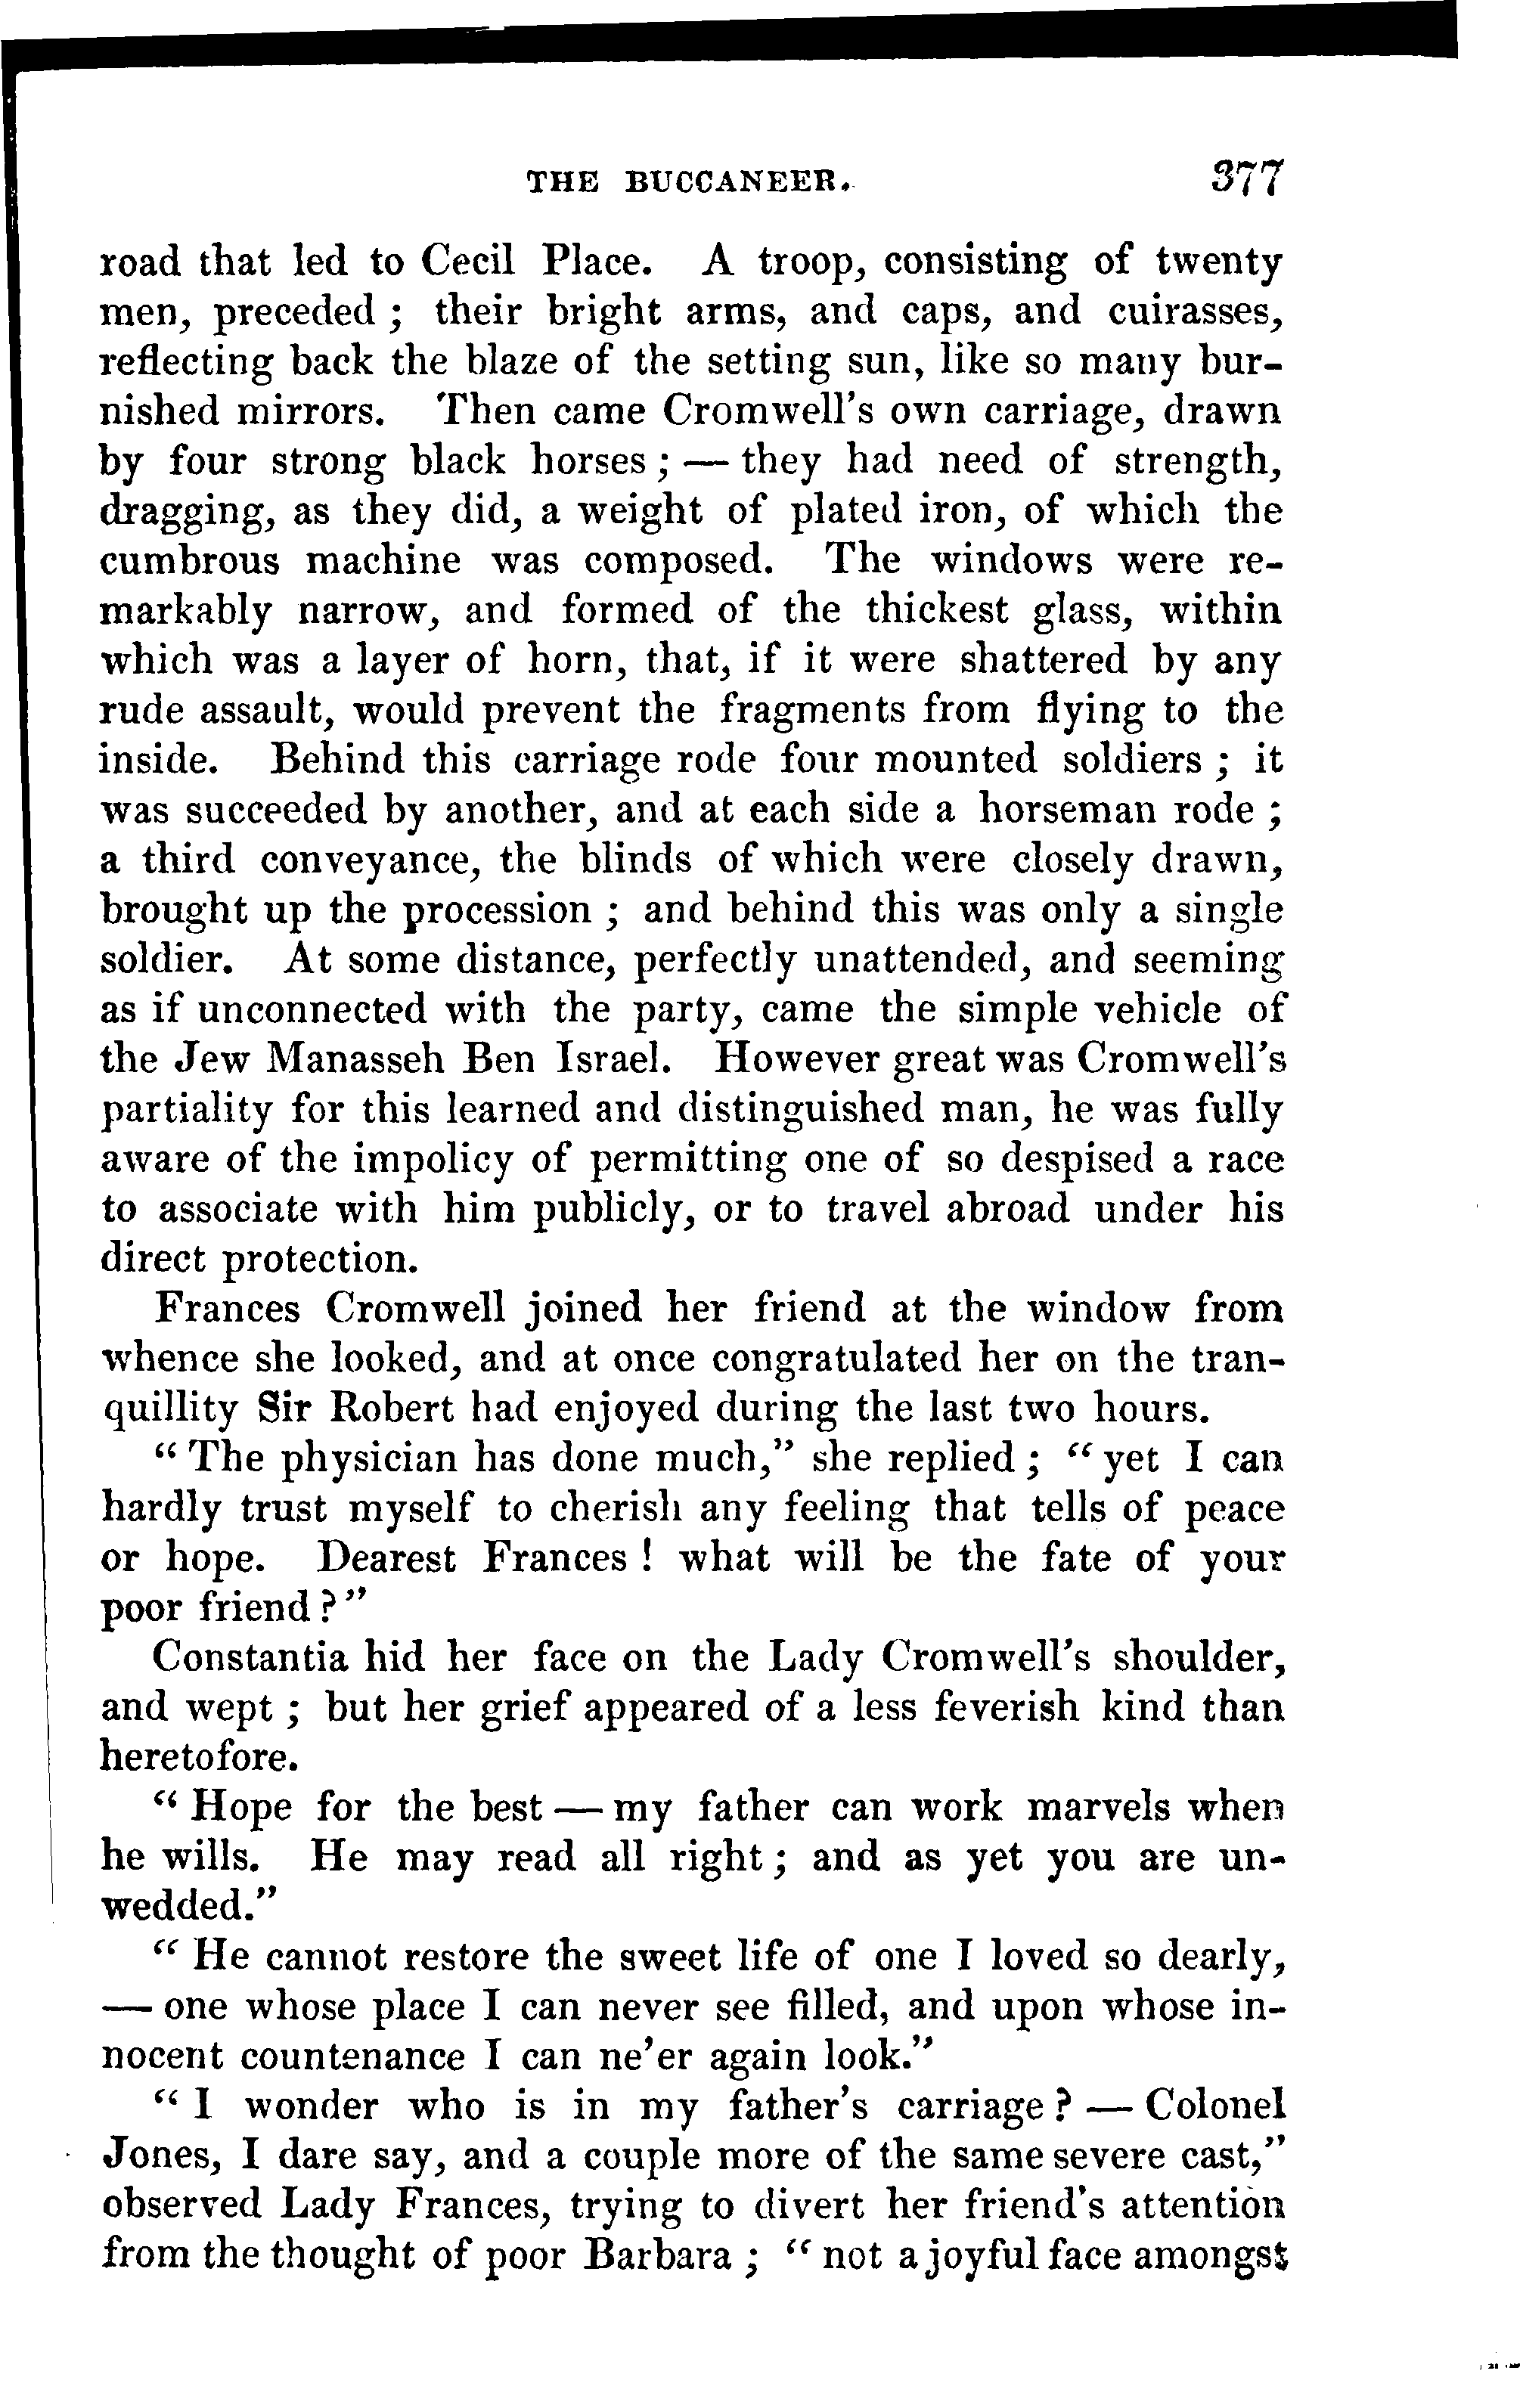 THE BUCCANEER. 377
road that led to Cecil Place. A troop, consisting of twenty
men, preceded ; their bright arms, and caps, and cuirasses,
reflecting back the blaze of the setting sun, like so many bur-
nished mirrors. Then came Cromwell's own carriage, drawn
by four strong black horses ; — they had need of strength,
dragging, as they did, a weight of plated iron, of which the
cumbrous machine was composed. The windows were re-
markably narrow, and formed of the thickest glass, within
which was a layer of horn, that, if it were shattered by any
rude assault, would prevent the fragments from flying to the
inside. Behind this carriage rode four mounted soldiers ; it
was succeeded by another, and at each side a horseman rode ;
a third conveyance, the blinds of which were closely drawn,
brought up the procession ; and behind this was only a single
soldier. At some distance, perfectly unattended, and seeming
as if unconnected with the party, came the simple vehicle of
the Jew Manasseh Ben Israel. However great was Cromwell's
partiality for this learned and distinguished man, he was fully
aware of the impolicy of permitting one of so despised a race
to associate with him publicly, or to travel abroad under his
direct protection.
Frances Cromwell joined her friend at the window from
whence she looked, and at once congratulated her on the tran-
quillity Sir Robert had enjoyed during the last two hours.
“ The physician has done much,” she replied ; “ yet I can
hardly trust myself to cherish any feeling that tells of peace
or hope. Dearest Frances ! what will be the fate of your
poor friend ?”
Constantia hid her face on the Lady Cromwell's shoulder,
and wept ; but her grief appeared of a less feverish kind than
heretofore.
“ Hope for the best — my father can work marvels when
he wills. He may read all right ; and as yet you are un-
wedded.”
“ He cannot restore the sweet life of one I loved so dearly,
— one whose place I can never see filled, and upon whose in-
nocent countenance I can ne'er again look.”
“ I wonder who is in my father's carriage ? — Colonel
Jones, I dare say, and a couple more of the same severe cast,”
observed Lady Frances, trying to divert her friend's attention
from the thought of poor Barbara ; “ not a joyful face amongst